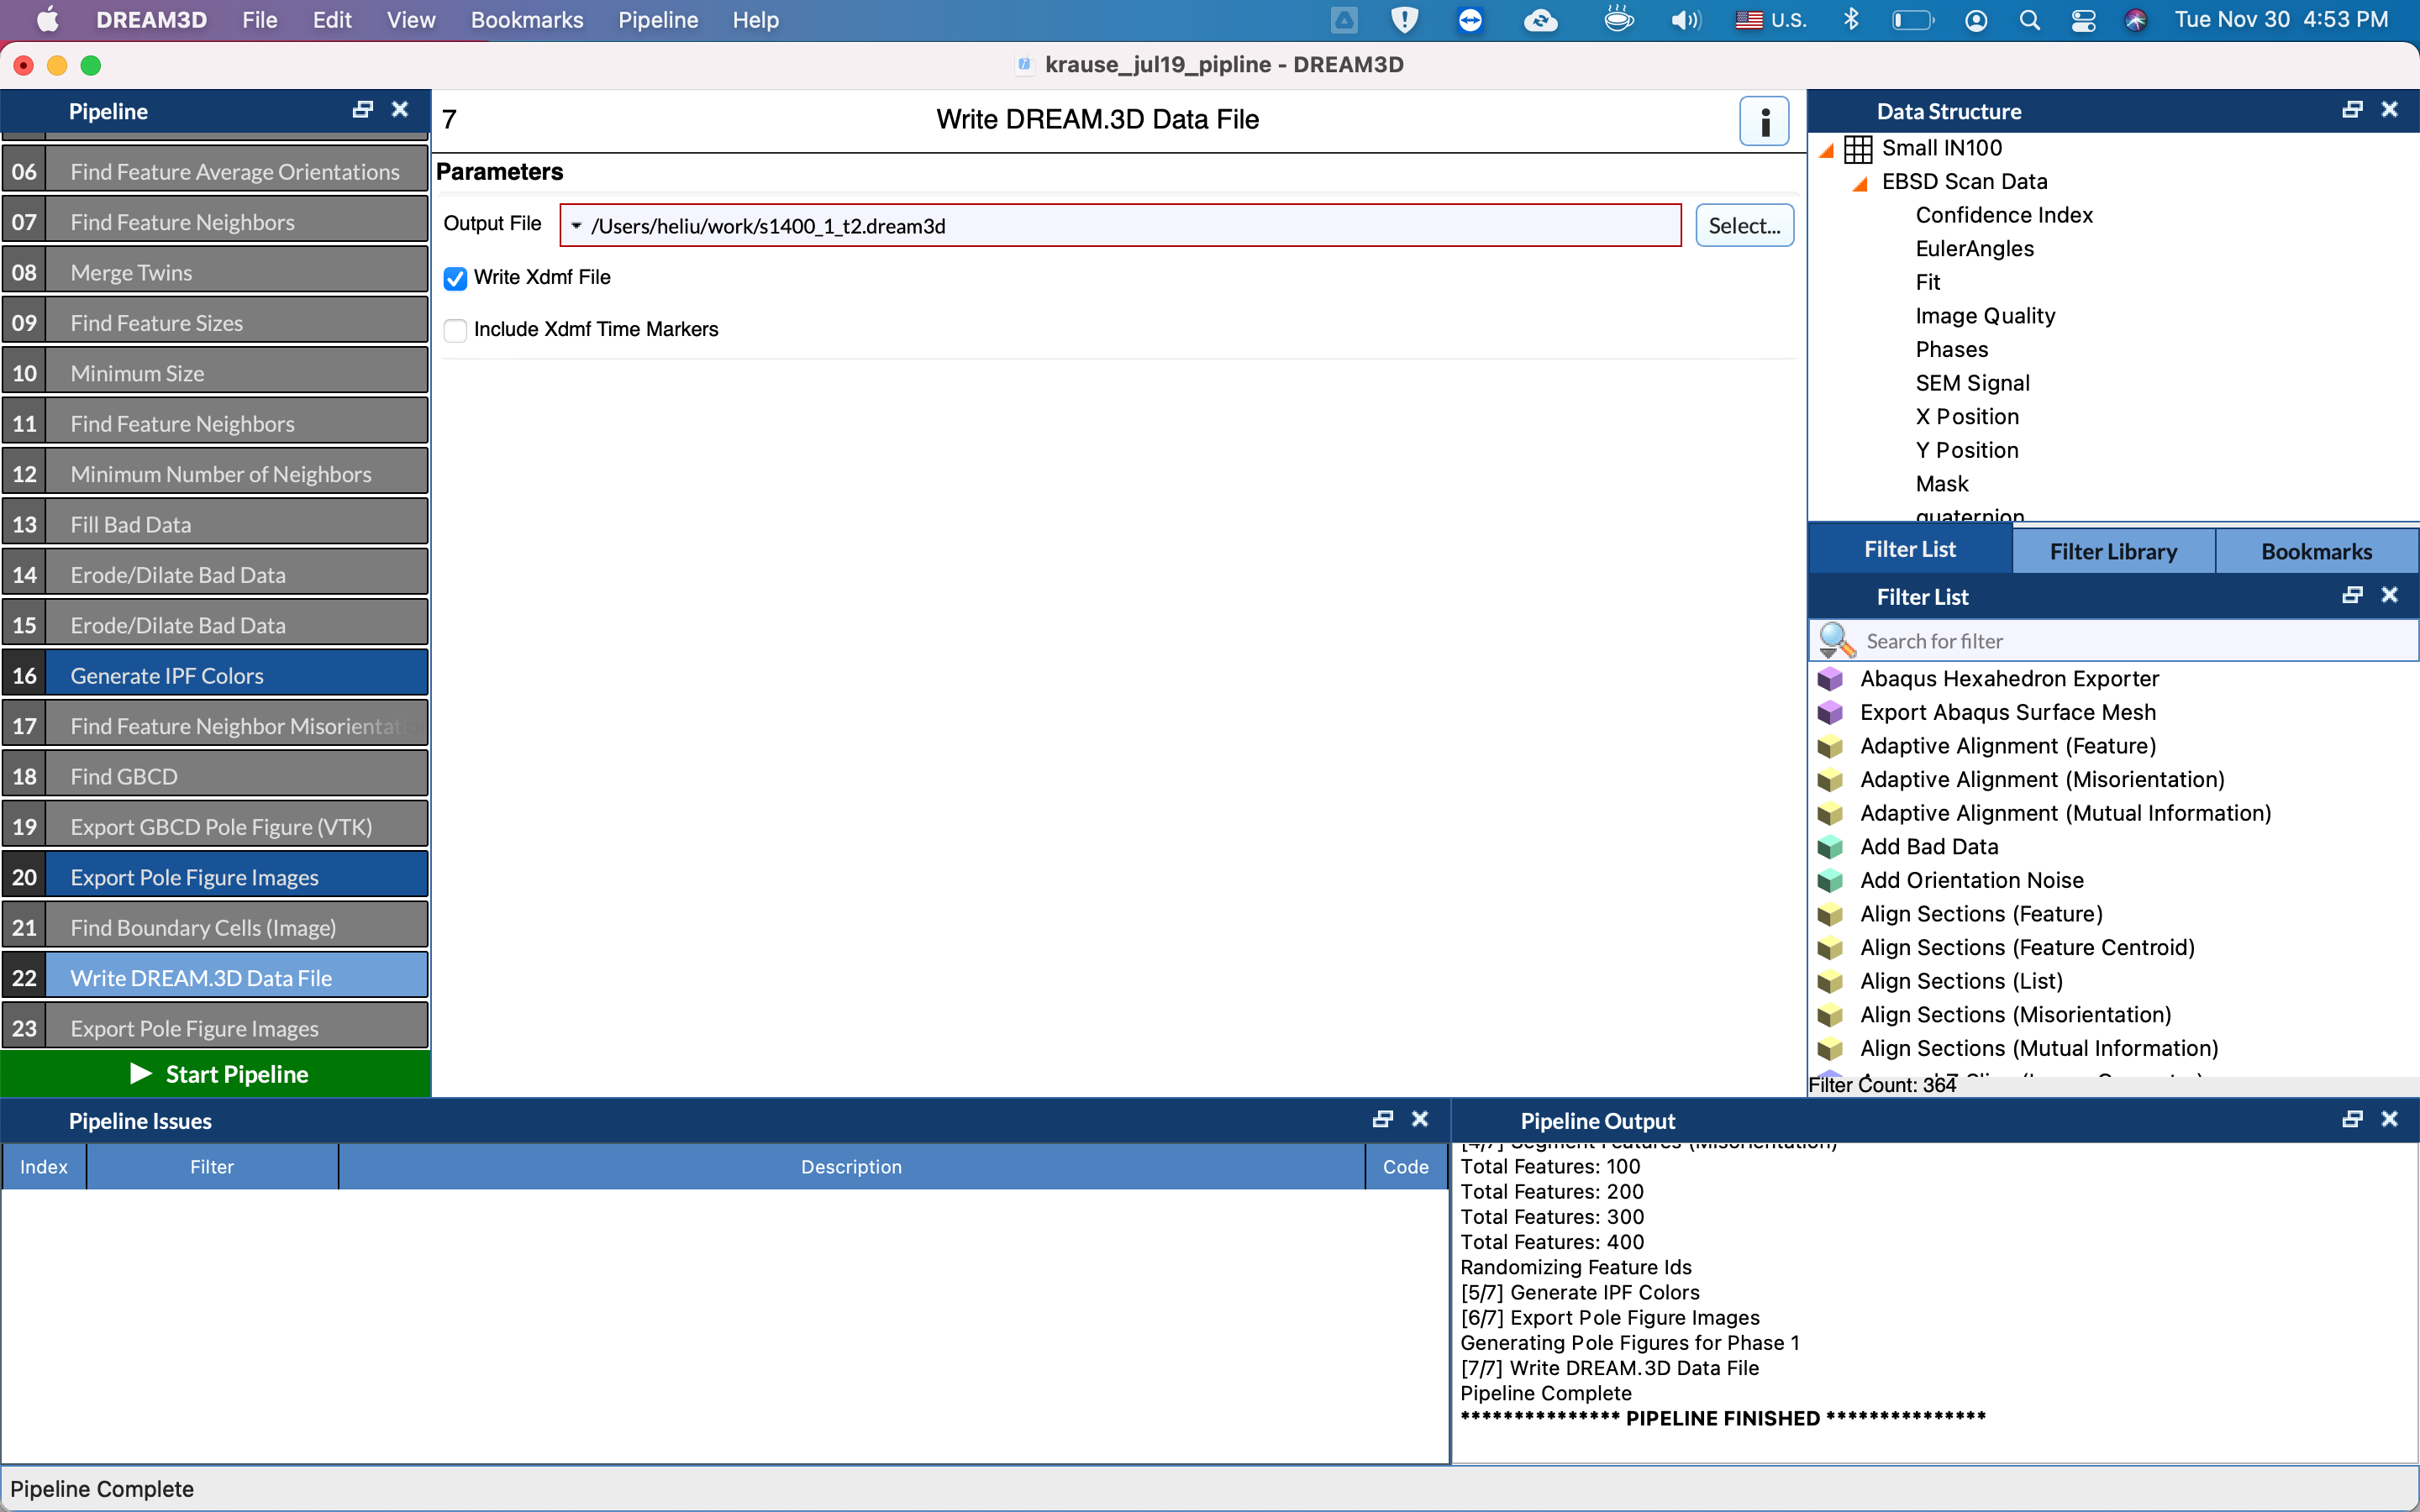 DREAM3D File Edit View Bookmarks Pipeline Help U.S. Tue Nov 30 4:53 PM
krause_jul19_pipline - DREAM3D
Pipeline
06 Find Feature Average Orientations
07 Find Feature Neighbors
08 Merge Twins
09 Find Feature Sizes
10 Minimum Size
11 Find Feature Neighbors
12 Minimum Number of Neighbors
13 Fill Bad Data
14 Erode/Dilate Bad Data
15 Erode/Dilate Bad Data
16 Generate IPF Colors
17 Find Feature Neighbor Misorientatio
18 Find GBCD
19 Export GBCD Pole Figure (VTK)
20 Export Pole Figure Images
21 Find Boundary Cells (Image)
22 Write DREAM.3D Data File
23 Export Pole Figure Images
Start Pipeline
7 Write DREAM.3D Data File i
Parameters
Output File /Users/heliu/work/s1400_1_t2.dream3d Select...
Write Xdmf File
Include Xdmf Time Markers
Data Structure
Small IN100
EBSD Scan Data
Confidence Index
EulerAngles
Fit
Image Quality
Phases
SEM Signal
X Position
Y Position
Mask
quaternion
Filter List Filter Library Bookmarks
Filter List
Search for filter
Abaqus Hexahedron Exporter
Export Abaqus Surface Mesh
Adaptive Alignment (Feature)
Adaptive Alignment (Misorientation)
Adaptive Alignment (Mutual Information)
Add Bad Data
Add Orientation Noise
Align Sections (Feature)
Align Sections (Feature Centroid)
Align Sections (List)
Align Sections (Misorientation)
Align Sections (Mutual Information)
Filter Count: 364
Pipeline Issues
Index Filter Description Code
Pipeline Output
[4/7] Segment Features (Misorientation)
Total Features: 100
Total Features: 200
Total Features: 300
Total Features: 400
Randomizing Feature Ids
[5/7] Generate IPF Colors
[6/7] Export Pole Figure Images
Generating Pole Figures for Phase 1
[7/7] Write DREAM.3D Data File
Pipeline Complete
*************** PIPELINE FINISHED ***************
Pipeline Complete